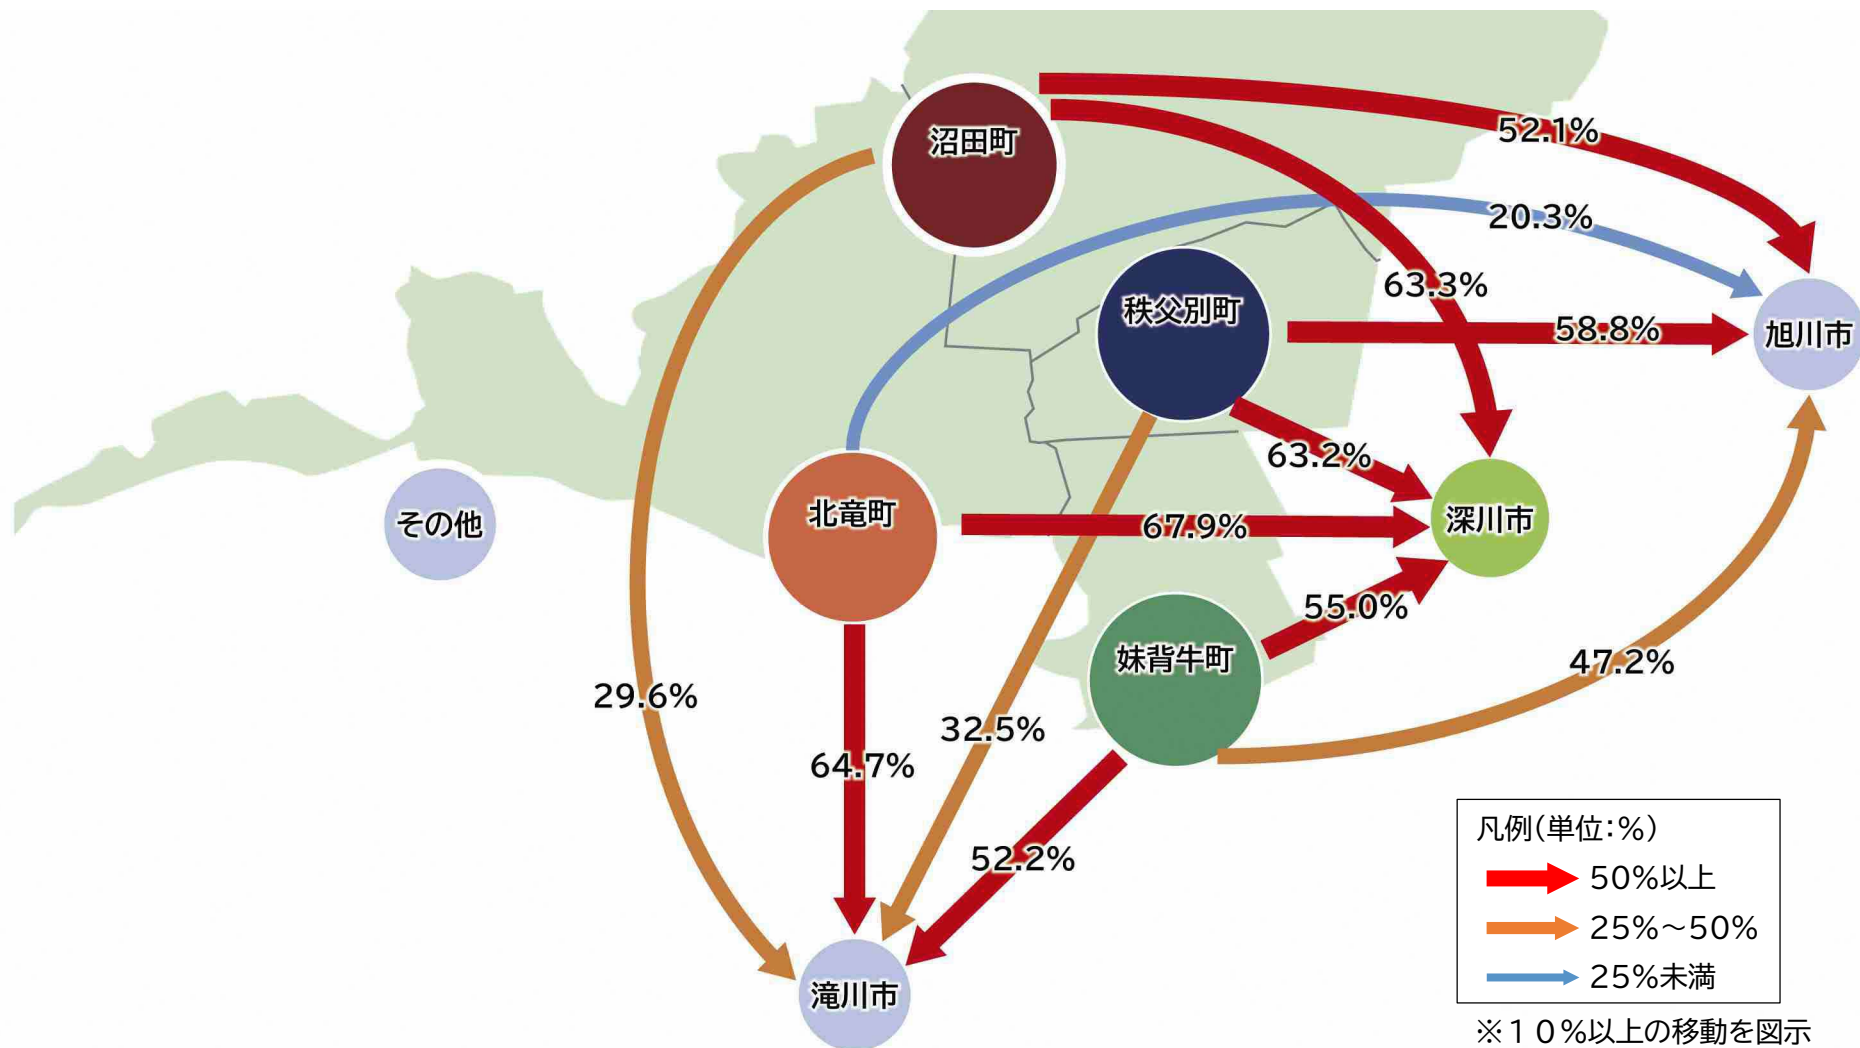 沼田町
52.1%
20.3%
63.3%
秩父別町
58.8%
旭川市
63.2%
北竜町
その他
67.9%
深川市
55.0%
妹背牛町
47.2%
29.6%
32.5%
64.7%
52.2%
滝川市
凡例(単位:%)
50%以上
25%～50%
25%未満
※１０%以上の移動を図示